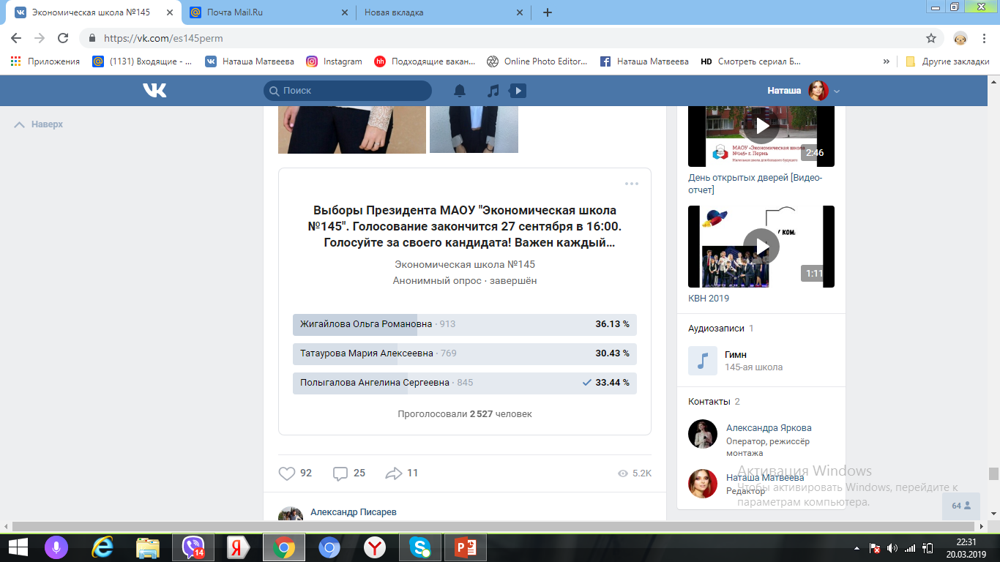 Экономическая школа №145
Почта Mail.Ru
Новая вкладка
https://vk.com/es145perm
Приложения
(1131) Входящие - ...
Наташа Матвеева
Instagram
Подходящие вакан...
Online Photo Editor...
Наташа Матвеева
HD Смотреть сериал Б...
»
Другие закладки
Поиск
Наташа
Наверх
МАОУ «Экономическая школа
№145» г. Пермь
Маленькая школа для большого будущего
2:46
День открытых дверей [Видео-
отчет]
1:11
КВН 2019
Выборы Президента МАОУ "Экономическая школа
№145". Голосование закончится 27 сентября в 16:00.
Голосуйте за своего кандидата! Важен каждый...
Экономическая школа №145
Анонимный опрос · завершён
Жигайлова Ольга Романовна · 913 36.13 %
Татаурова Мария Алексеевна · 769 30.43 %
Полыгалова Ангелина Сергеевна · 845 33.44 %
Проголосовали 2 527 человек
92 25 11 5.2K
Александр Писарев
Аудиозаписи 1
Гимн
145-ая школа
Контакты 2
Александра Яркова
Оператор, режиссёр
монтажа
Наташа Матвеева
Редактор
Активация Windows
Чтобы активировать Windows, перейдите к
параметрам компьютера.
64
14
22:31
20.03.2019